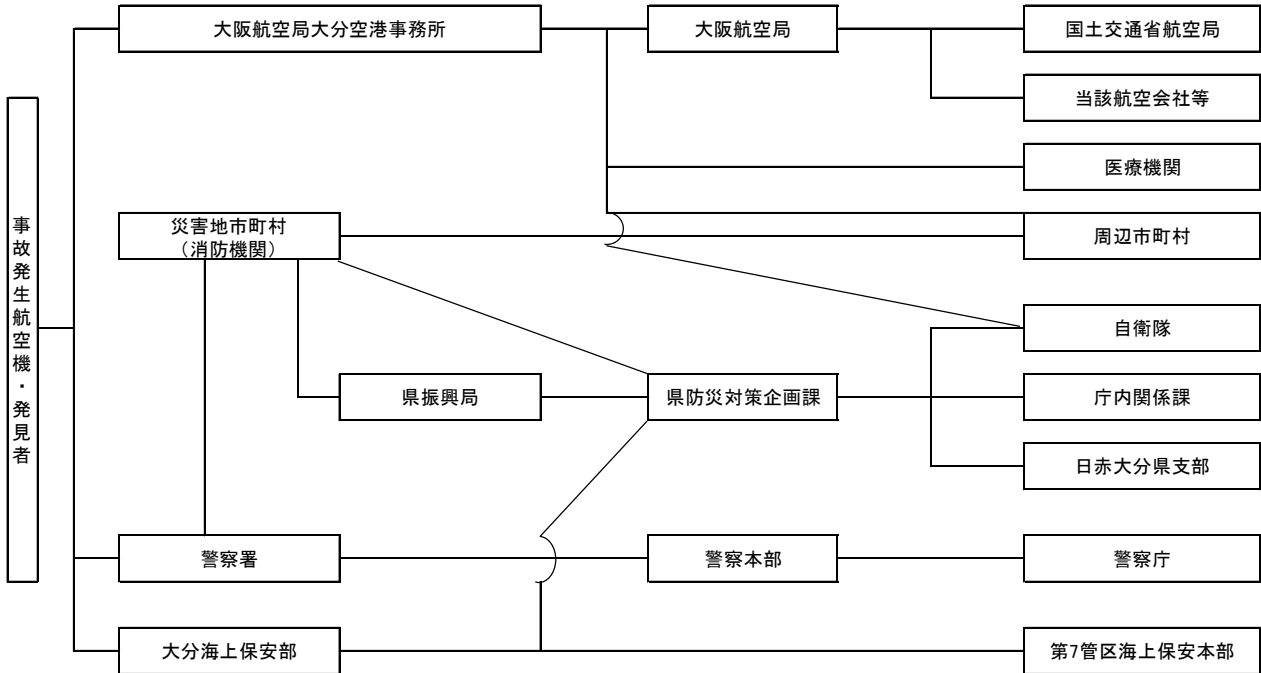 大阪航空局大分空港事務所
大阪航空局
国土交通省航空局
当該航空会社等
医療機関
事故発生航空機・発見者
災害地市町村
（消防機関）
周辺市町村
自衛隊
県振興局
県防災対策企画課
庁内関係課
日赤大分県支部
警察署
警察本部
警察庁
大分海上保安部
第7管区海上保安本部